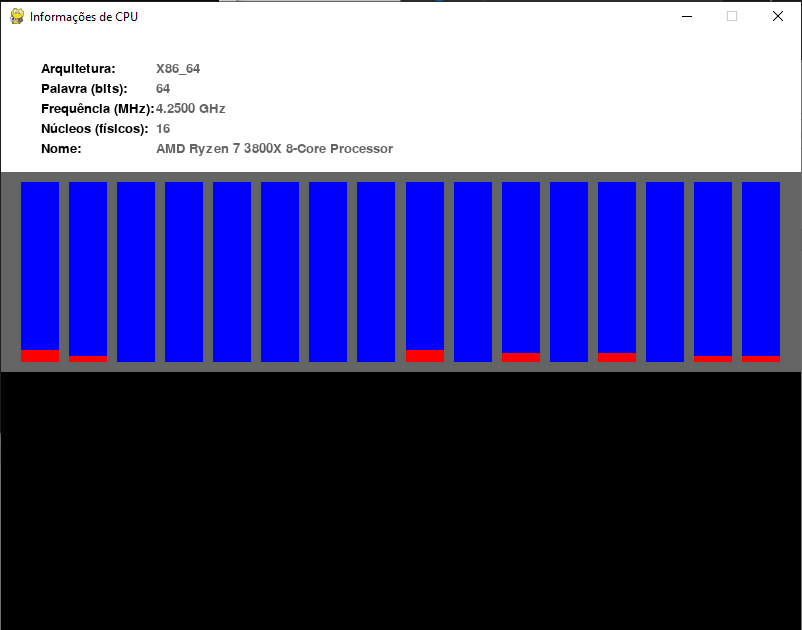 Informações de CPU
Arquitetura: X86_64
Palavra (bits): 64
Frequência (MHz): 4.2500 GHz
Núcleos (físicos): 16
Nome: AMD Ryzen 7 3800X 8-Core Processor